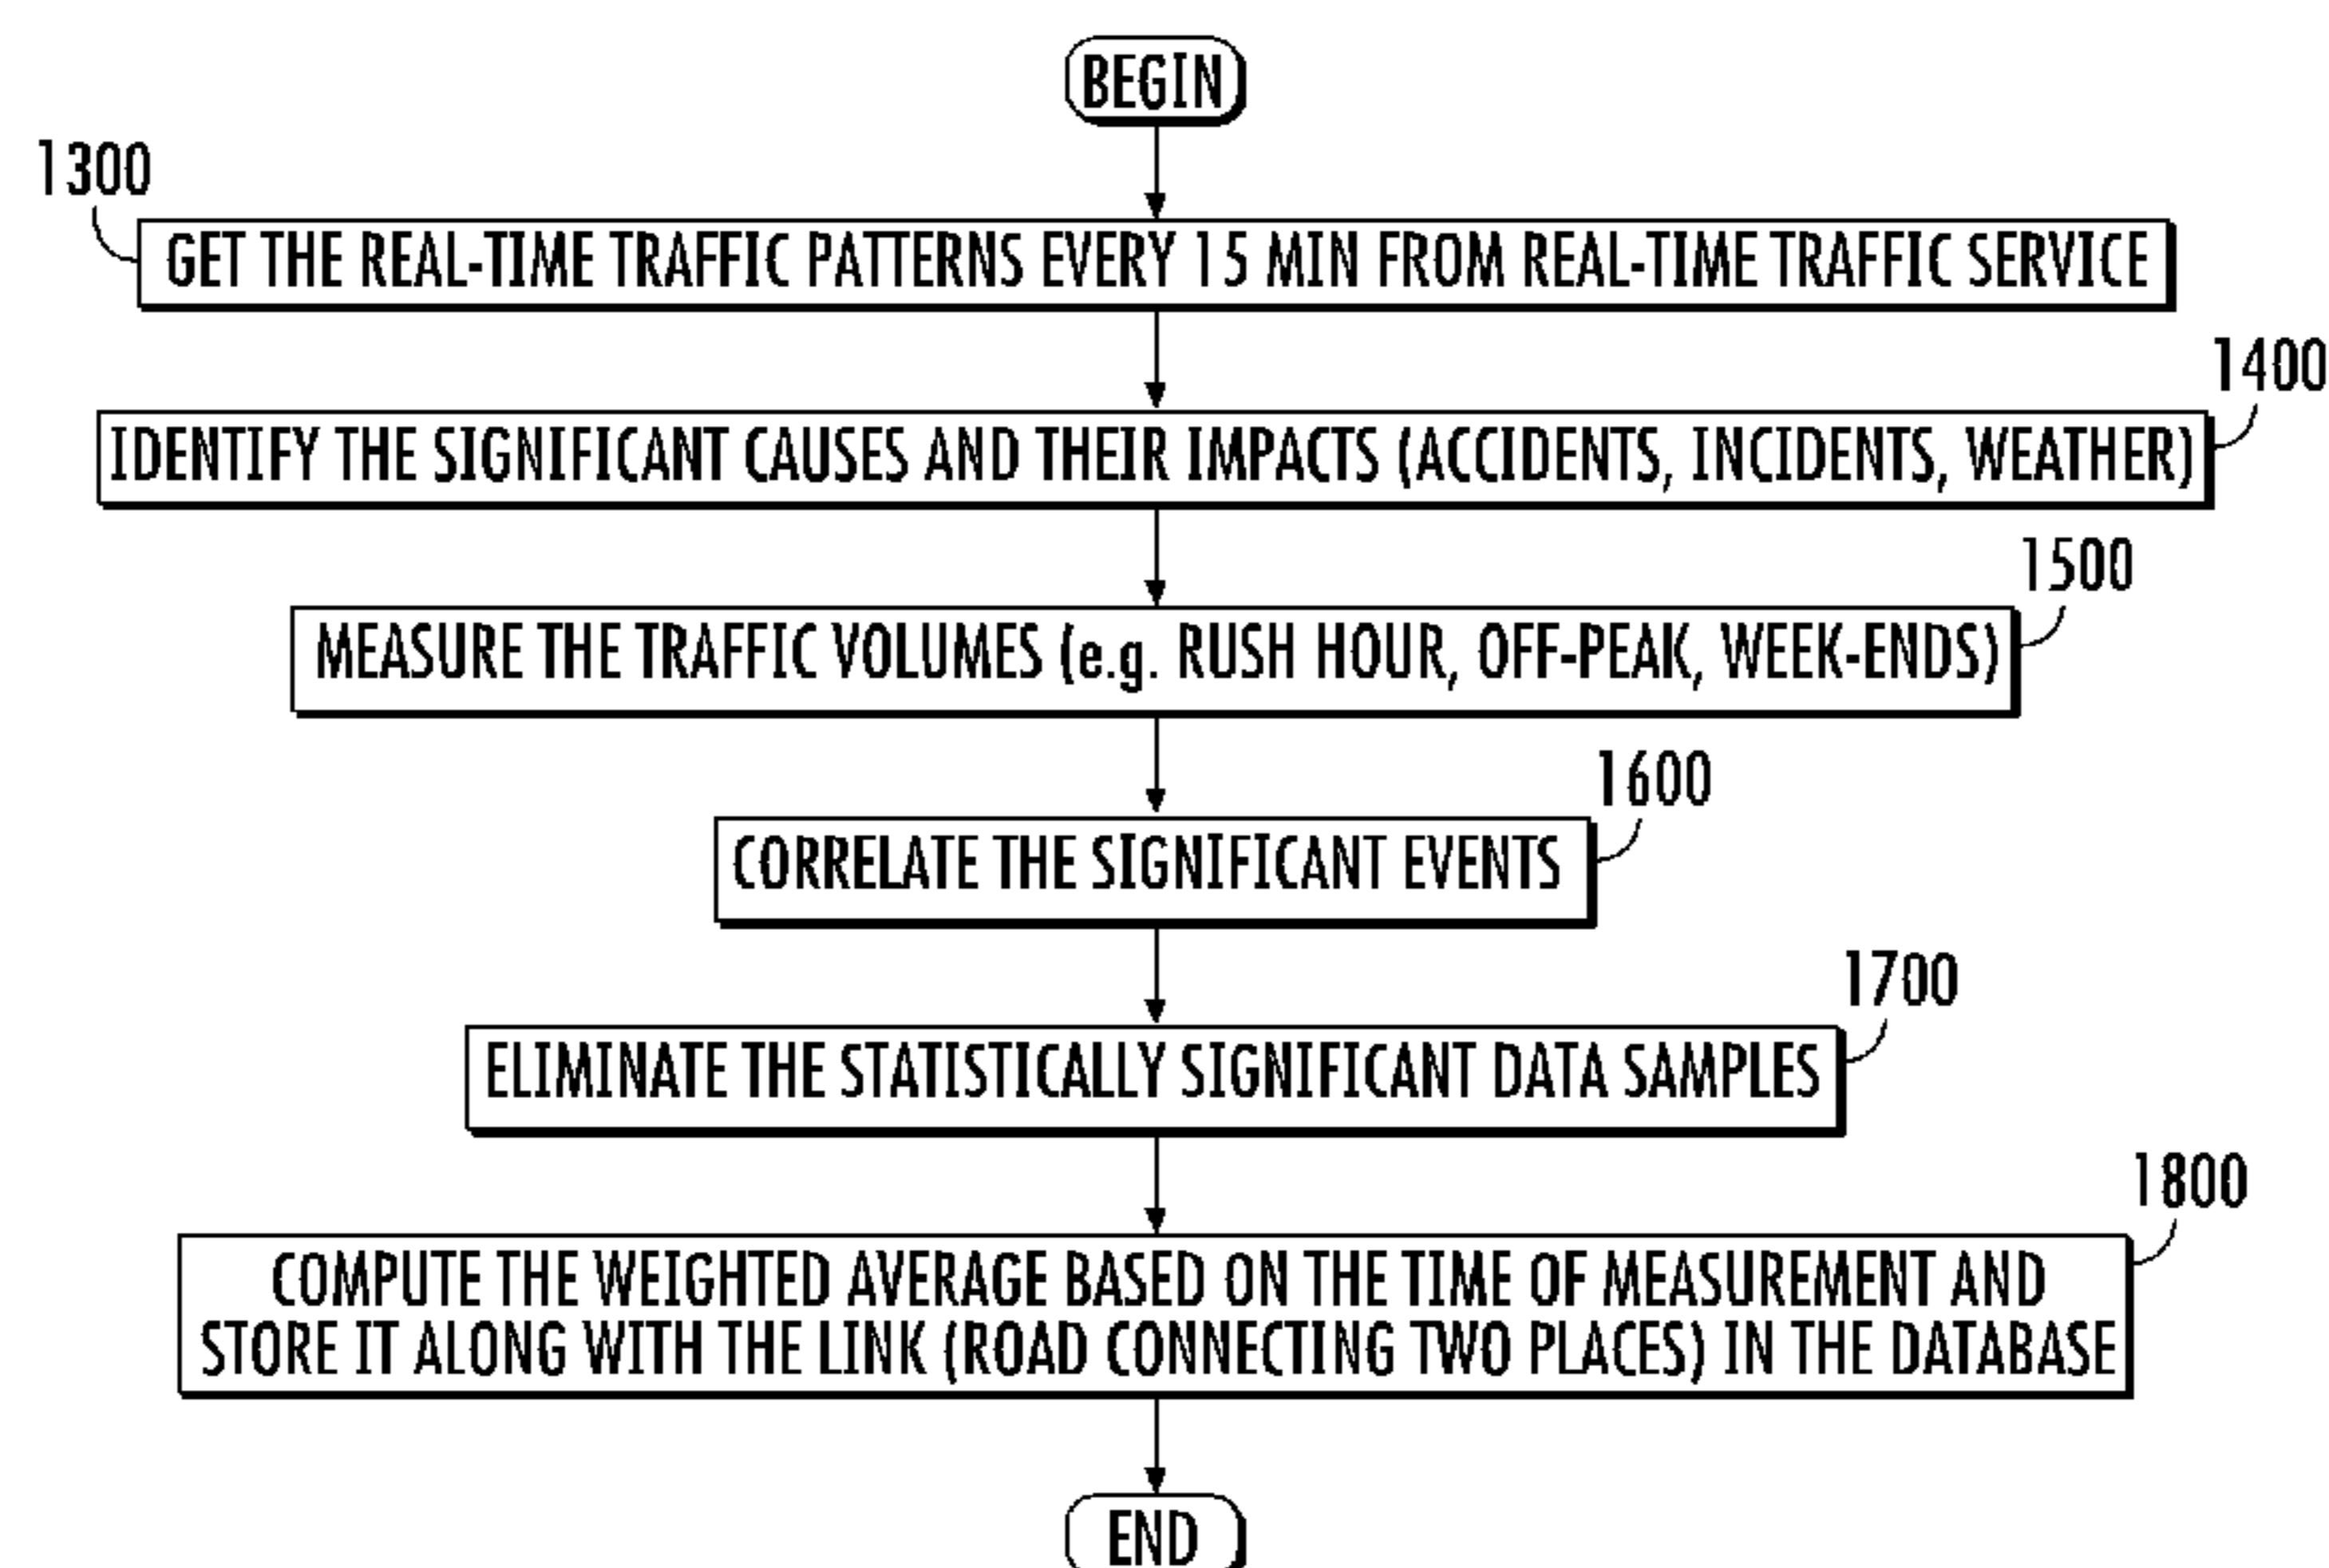 BEGIN
1300
GET THE REAL-TIME TRAFFIC PATTERNS EVERY 15 MIN FROM REAL-TIME TRAFFIC SERVICE
1400
IDENTIFY THE SIGNIFICANT CAUSES AND THEIR IMPACTS (ACCIDENTS, INCIDENTS, WEATHER)
1500
MEASURE THE TRAFFIC VOLUMES (e.g. RUSH HOUR, OFF-PEAK, WEEK-ENDS)
1600
CORRELATE THE SIGNIFICANT EVENTS
1700
ELIMINATE THE STATISTICALLY SIGNIFICANT DATA SAMPLES
1800
COMPUTE THE WEIGHTED AVERAGE BASED ON THE TIME OF MEASUREMENT AND
STORE IT ALONG WITH THE LINK (ROAD CONNECTING TWO PLACES) IN THE DATABASE
END